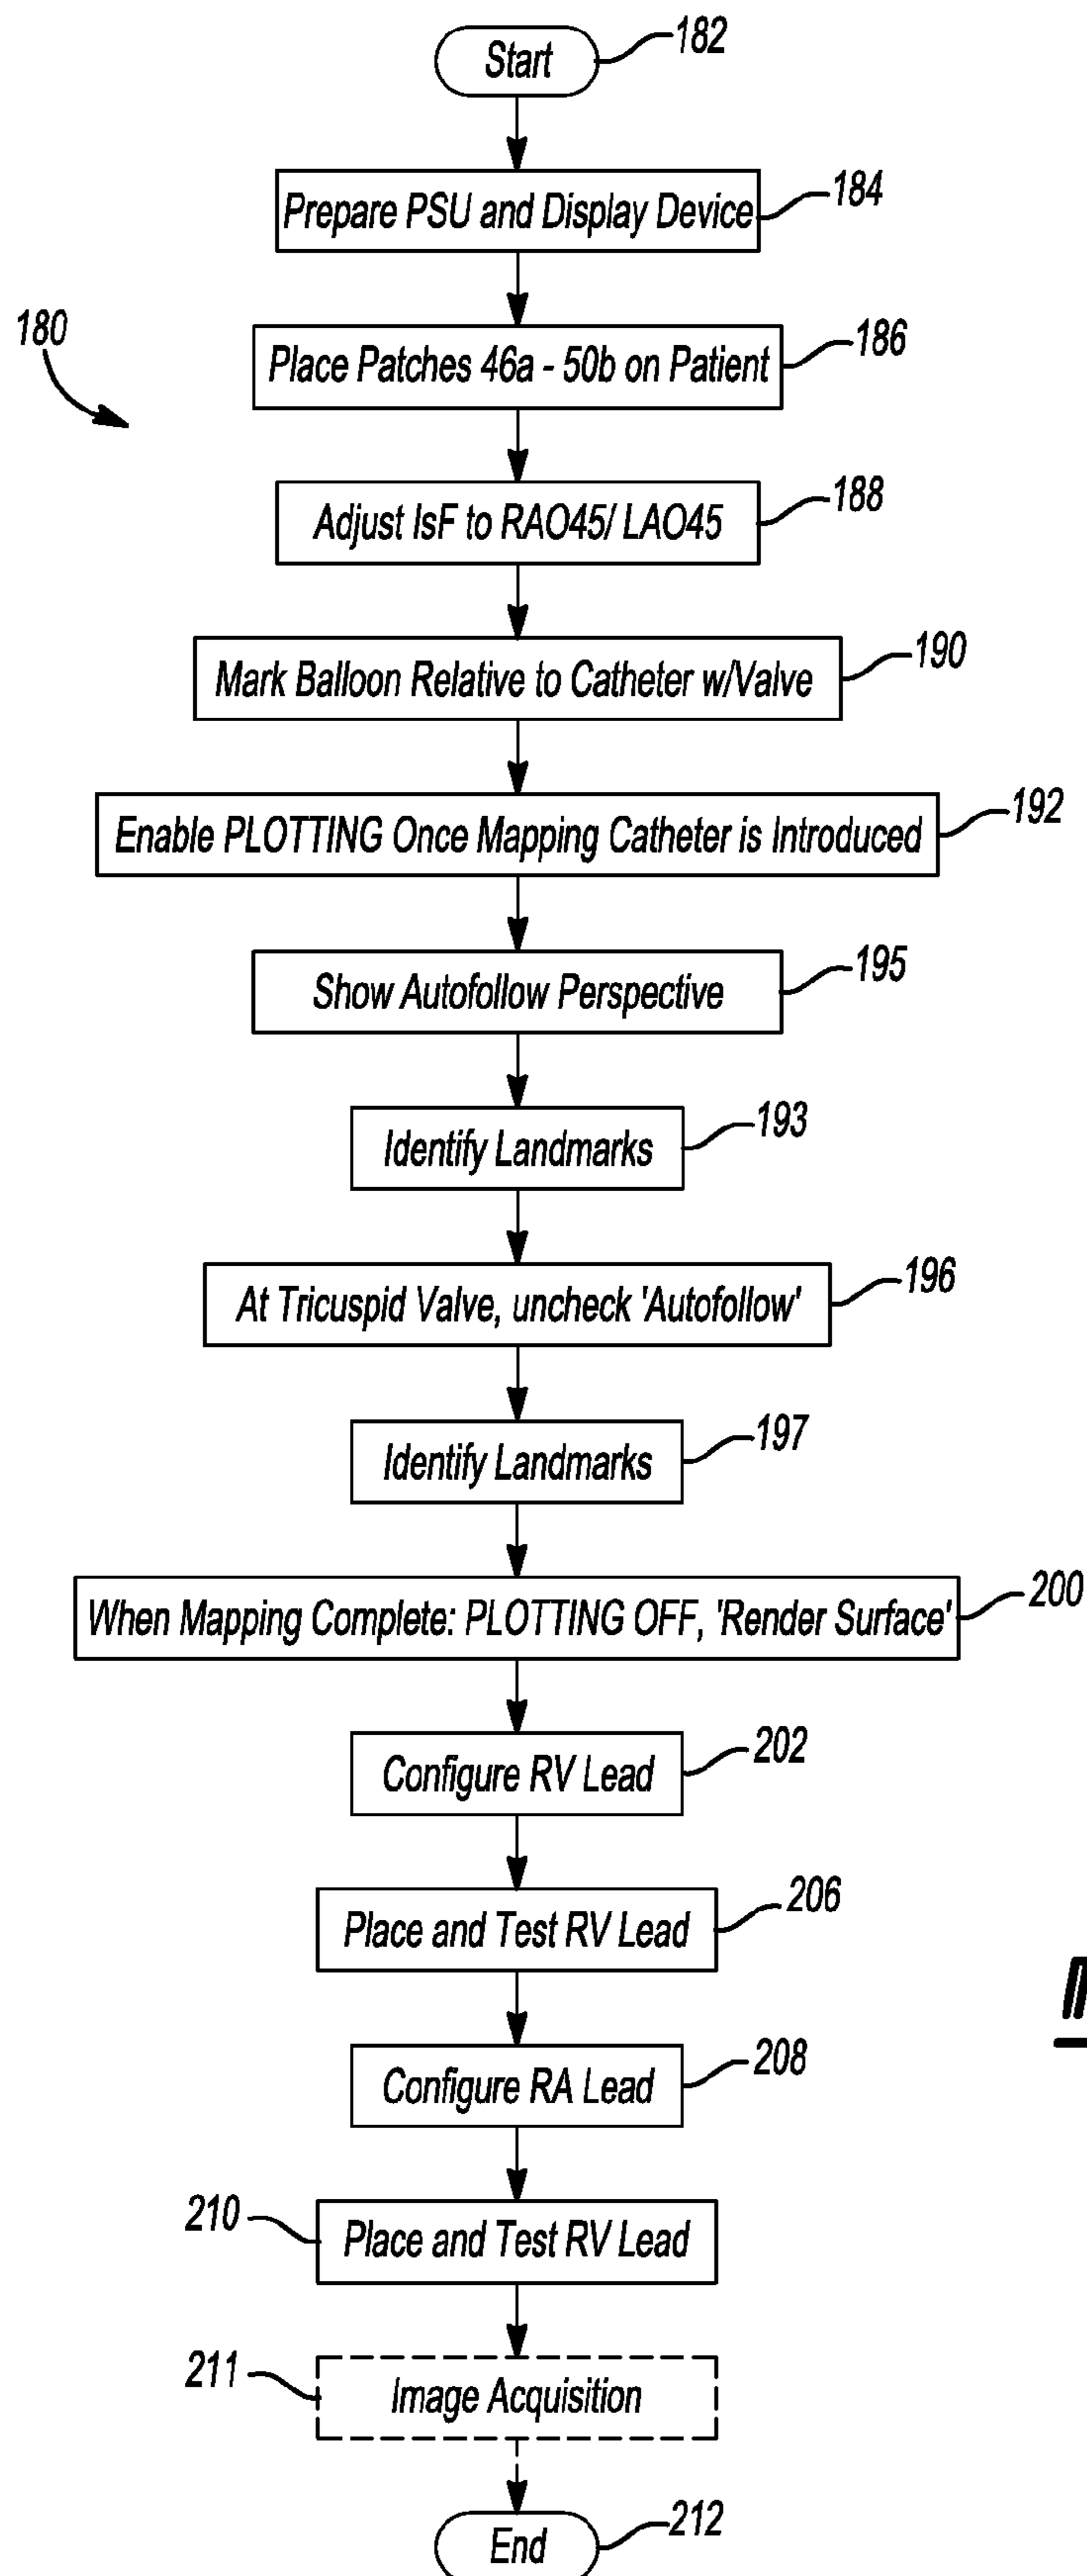 Start
182
Prepare PSU and Display Device
184
180
Place Patches 46a - 50b on Patient
186
Adjust IsF to RAO45/ LAO45
188
Mark Balloon Relative to Catheter w/Valve
190
Enable PLOTTING Once Mapping Catheter is Introduced
192
Show Autofollow Perspective
195
Identify Landmarks
193
At Tricuspid Valve, uncheck 'Autofollow'
196
Identify Landmarks
197
When Mapping Complete: PLOTTING OFF, 'Render Surface'
200
Configure RV Lead
202
Place and Test RV Lead
206
Configure RA Lead
208
210
Place and Test RV Lead
211
Image Acquisition
End
212